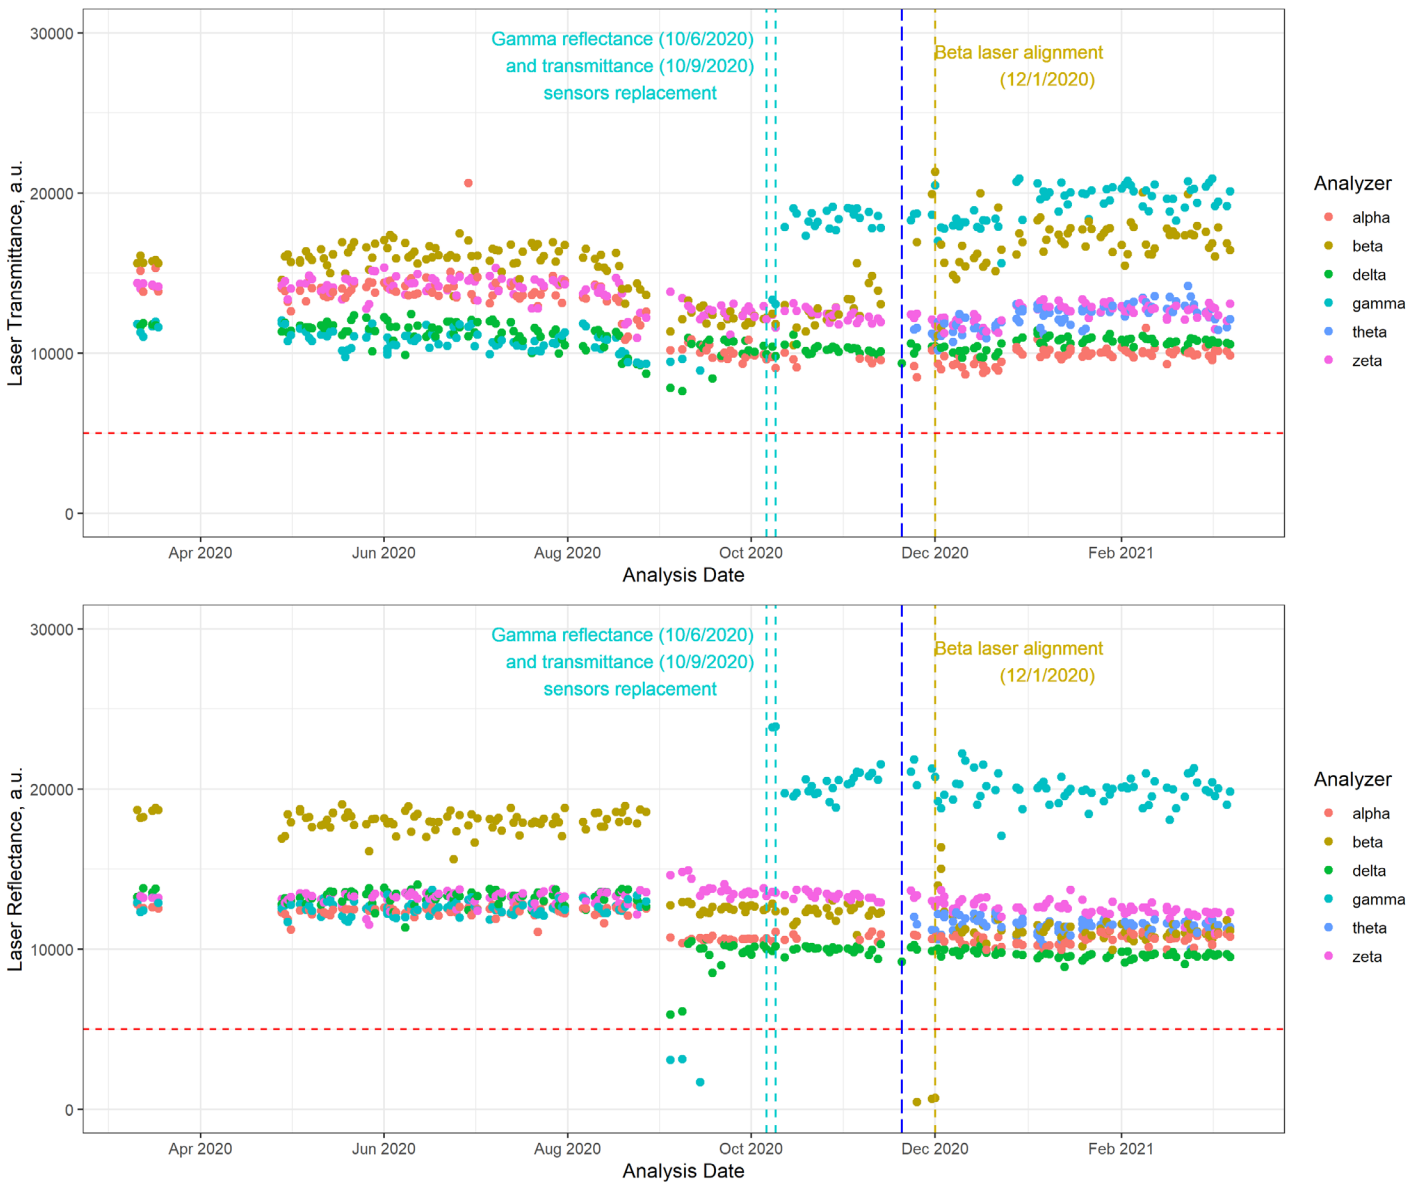 30000
20000
10000
0
Laser Transmittance, a.u.
Gamma reflectance (10/6/2020)
and transmittance (10/9/2020)
sensors replacement
Beta laser alignment
(12/1/2020)
Apr 2020
Jun 2020
Aug 2020
Oct 2020
Dec 2020
Feb 2021
Analysis Date
Analyzer
alpha
beta
delta
gamma
theta
zeta
30000
20000
10000
0
Laser Reflectance, a.u.
Gamma reflectance (10/6/2020)
and transmittance (10/9/2020)
sensors replacement
Beta laser alignment
(12/1/2020)
Apr 2020
Jun 2020
Aug 2020
Oct 2020
Dec 2020
Feb 2021
Analysis Date
Analyzer
alpha
beta
delta
gamma
theta
zeta